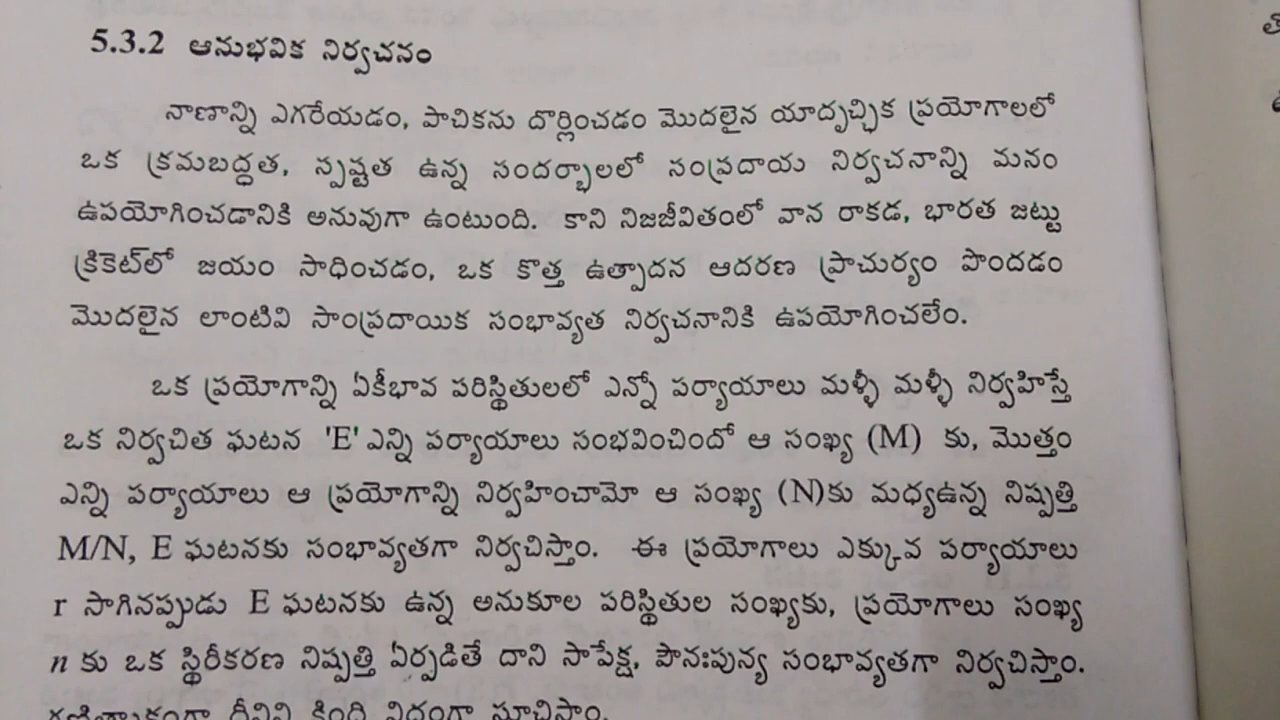 5.3.2 ఆనుభవిక నిర్వచనం
నాణాన్ని ఎగరేయడం, పాచికను దొర్లించడం మొదలైన యాదృచ్ఛిక ప్రయోగాలలో
ఒక క్రమబద్ధత, స్పష్టత ఉన్న సందర్భాలలో సంప్రదాయ నిర్వచనాన్ని మనం
ఉపయోగించడానికి అనువుగా ఉంటుంది. కాని నిజజీవితంలో వాన రాకడ, భారత జట్టు
క్రికెట్‌లో జయం సాధించడం, ఒక కొత్త ఉత్పాదన ఆదరణ ప్రాచుర్యం పొందడం
మొదలైన లాంటివి సాంప్రదాయిక సంభావ్యత నిర్వచనానికి ఉపయోగించలేం.
ఒక ప్రయోగాన్ని ఏకీభావ పరిస్థితులలో ఎన్నో పర్యాయాలు మళ్ళీ మళ్ళీ నిర్వహిస్తే
ఒక నిర్వచిత ఘటన 'E' ఎన్ని పర్యాయాలు సంభవించిందో ఆ సంఖ్య (M) కు, మొత్తం
ఎన్ని పర్యాయాలు ఆ ప్రయోగాన్ని నిర్వహించామో ఆ సంఖ్య (N)కు మధ్యఉన్న నిష్పత్తి
M/N, E ఘటనకు సంభావ్యతగా నిర్వచిస్తాం. ఈ ప్రయోగాలు ఎక్కువ పర్యాయాలు
r సాగినప్పుడు E ఘటనకు ఉన్న అనుకూల పరిస్థితుల సంఖ్యకు, ప్రయోగాలు సంఖ్య
n కు ఒక స్థిరీకరణ నిష్పత్తి ఏర్పడితే దాని సాపేక్ష, పౌనఃపున్య సంభావ్యతగా నిర్వచిస్తాం.